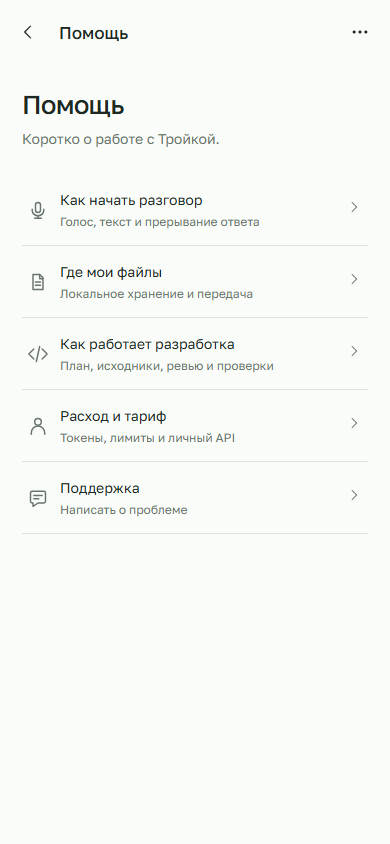 Помощь
Помощь
Коротко о работе с Тройкой.
Как начать разговор
Голос, текст и прерывание ответа
Где мои файлы
Локальное хранение и передача
Как работает разработка
План, исходники, ревью и проверки
Расход и тариф
Токены, лимиты и личный API
Поддержка
Написать о проблеме